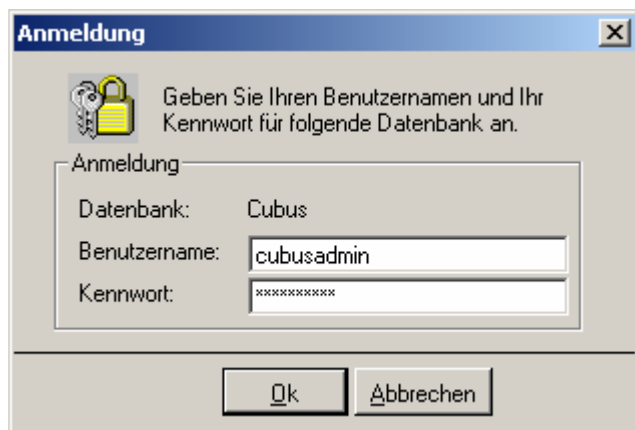 Anmeldung
Geben Sie Ihren Benutzernamen und Ihr
Kennwort für folgende Datenbank an.
Anmeldung
Datenbank: Cubus
Benutzername: cubusadmin
Kennwort: **********
Ok Abbrechen